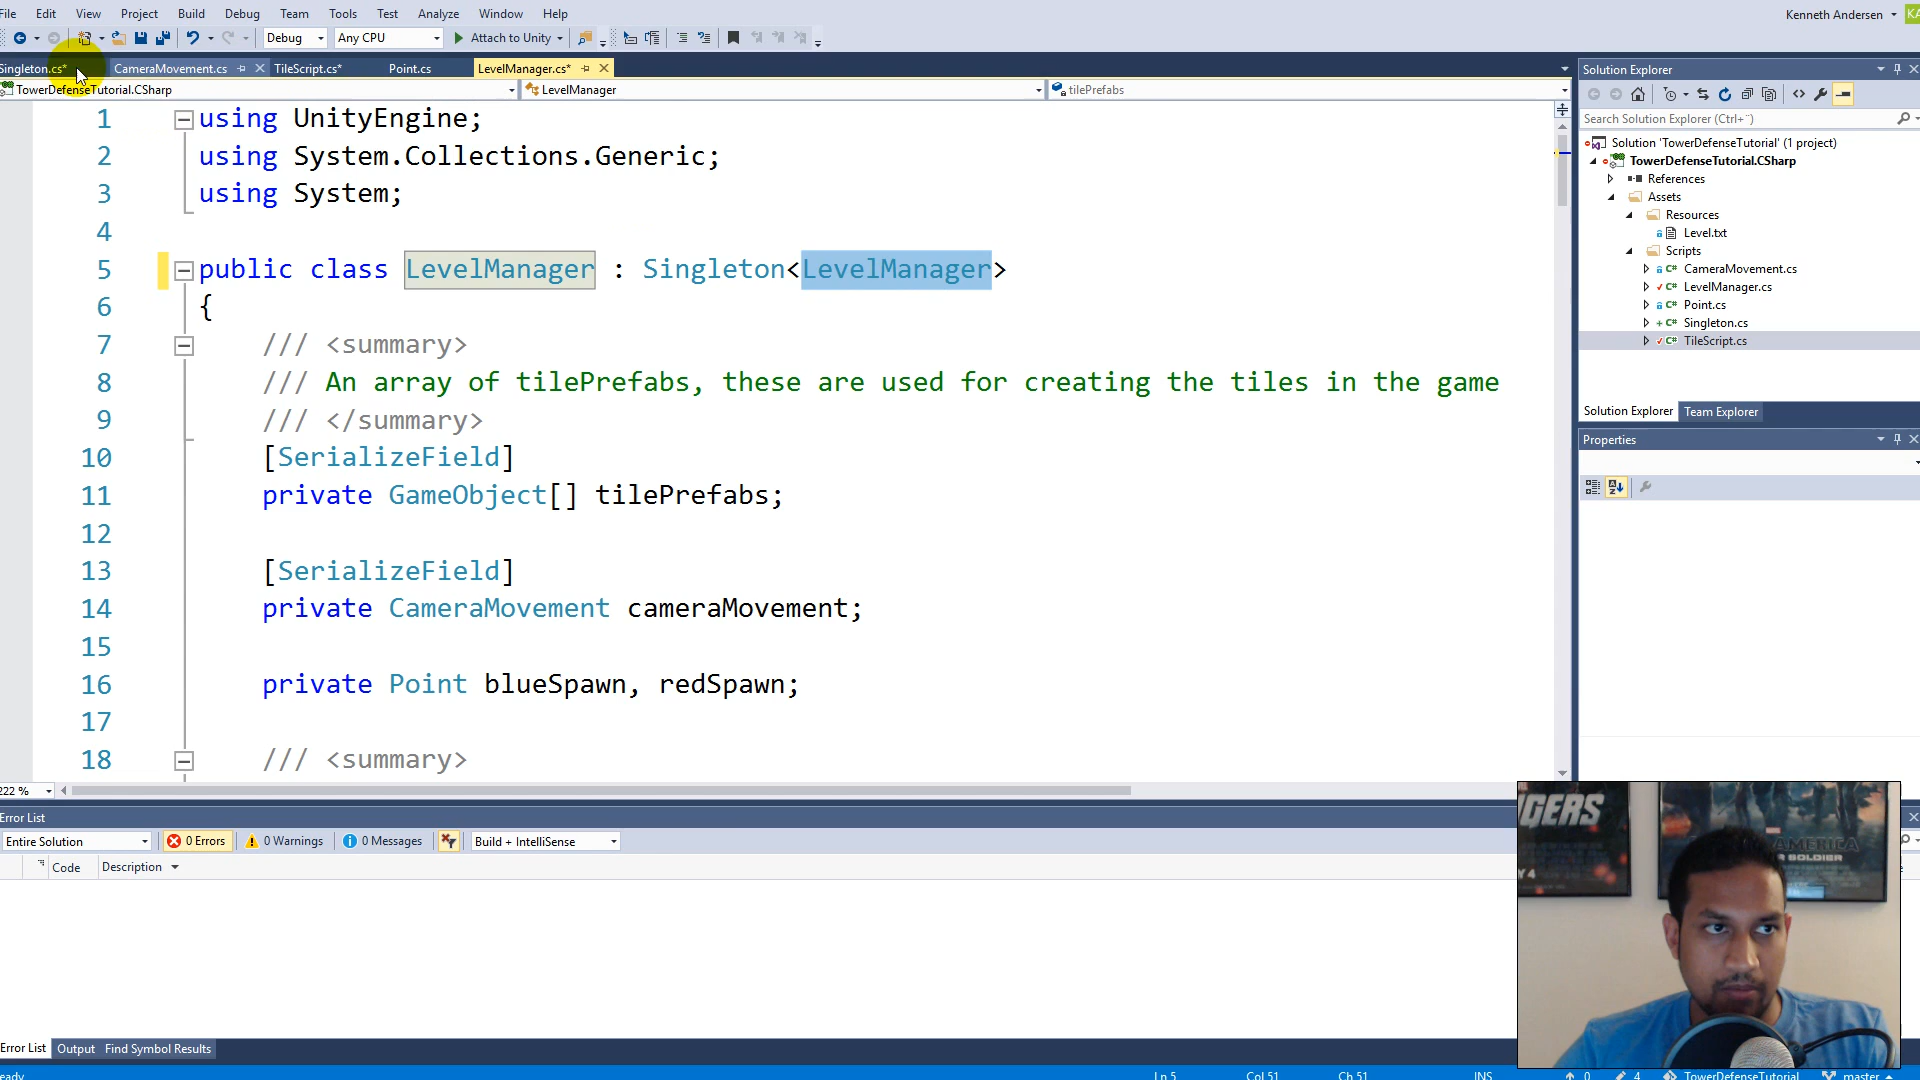 File Edit View Project Build Debug Team Tools Test Analyze Window Help
Kenneth Andersen KA
Debug Any CPU Attach to Unity
Singleton.cs* CameraMovement.cs TileScript.cs* Point.cs LevelManager.cs*
TowerDefenseTutorial.CSharp LevelManager tilePrefabs
1 using UnityEngine;
2 using System.Collections.Generic;
3 using System;
4
5 public class LevelManager : Singleton<LevelManager>
6 {
7 /// <summary>
8 /// An array of tilePrefabs, these are used for creating the tiles in the game
9 /// </summary>
10 [SerializeField]
11 private GameObject[] tilePrefabs;
12
13 [SerializeField]
14 private CameraMovement cameraMovement;
15
16 private Point blueSpawn, redSpawn;
17
18 /// <summary>
222 %
Solution Explorer
Search Solution Explorer (Ctrl+¨)
Solution 'TowerDefenseTutorial' (1 project)
TowerDefenseTutorial.CSharp
References
Assets
Resources
Level.txt
Scripts
CameraMovement.cs
LevelManager.cs
Point.cs
Singleton.cs
TileScript.cs
Solution Explorer Team Explorer
Properties
Error List
Entire Solution 0 Errors 0 Warnings 0 Messages Build + IntelliSense
Code Description
Error List Output Find Symbol Results
eady Ln 5 Col 51 Ch 51 INS 0 4 TowerDefenseTutorial master
NGERS
Y 4
AMERICA
SOLDIER